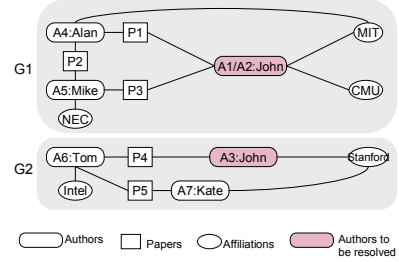 A4:Alan P1 MIT
P2
G1 A1/A2:John
A5:Mike P3 CMU
NEC
A6:Tom P4 A3:John Stanford
G2
Intel P5 A7:Kate
Authors Papers Affiliations Authors to
be resolved